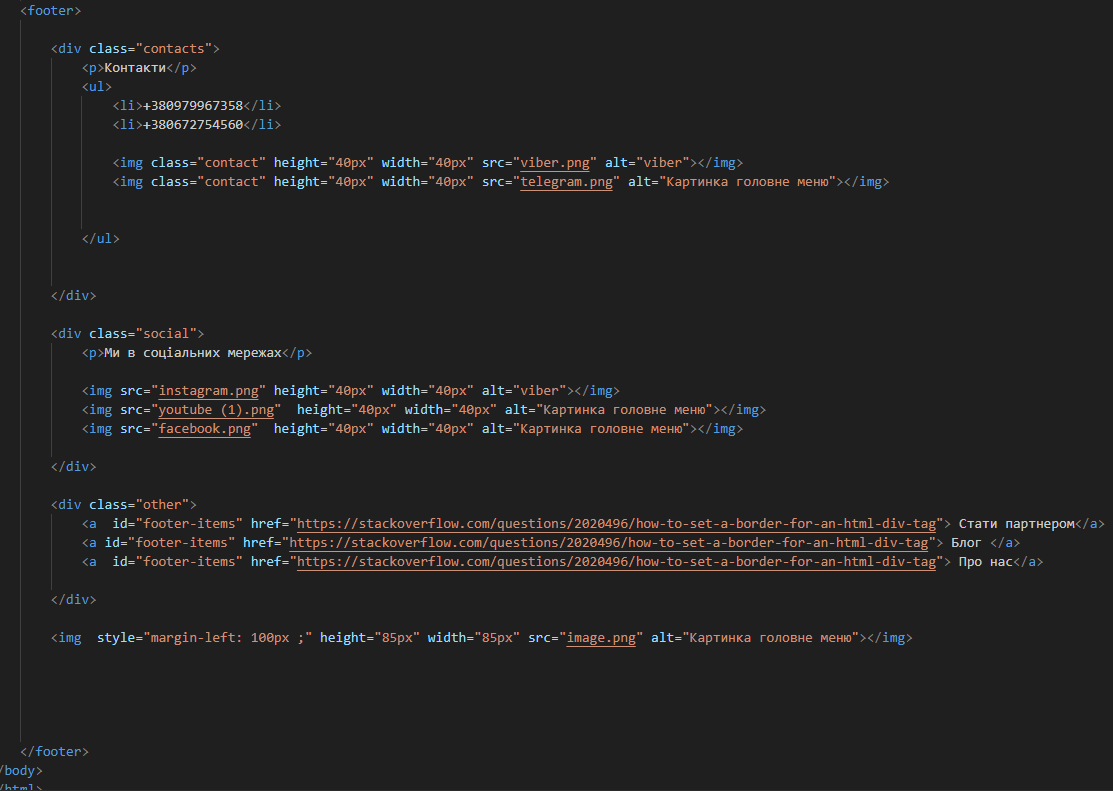 <footer>
<div class="contacts">
<p>Контакти</p>
<ul>
<li>+380979967358</li>
<li>+380672754560</li>
<img class="contact" height="40px" width="40px" src="viber.png" alt="viber"></img>
<img class="contact" height="40px" width="40px" src="telegram.png" alt="Картинка головне меню"></img>
</ul>
</div>
<div class="social">
<p>Ми в соціальних мережах</p>
<img src="instagram.png" height="40px" width="40px" alt="viber"></img>
<img src="youtube (1).png"  height="40px" width="40px" alt="Картинка головне меню"></img>
<img src="facebook.png"  height="40px" width="40px" alt="Картинка головне меню"></img>
</div>
<div class="other">
<a  id="footer-items" href="https://stackoverflow.com/questions/2020496/how-to-set-a-border-for-an-html-div-tag"> Стати партнером</a>
<a id="footer-items" href="https://stackoverflow.com/questions/2020496/how-to-set-a-border-for-an-html-div-tag"> Блог </a>
<a  id="footer-items" href="https://stackoverflow.com/questions/2020496/how-to-set-a-border-for-an-html-div-tag"> Про нас</a>
</div>
<img  style="margin-left: 100px ;" height="85px" width="85px" src="image.png" alt="Картинка головне меню"></img>
</footer>
/body>
/html>